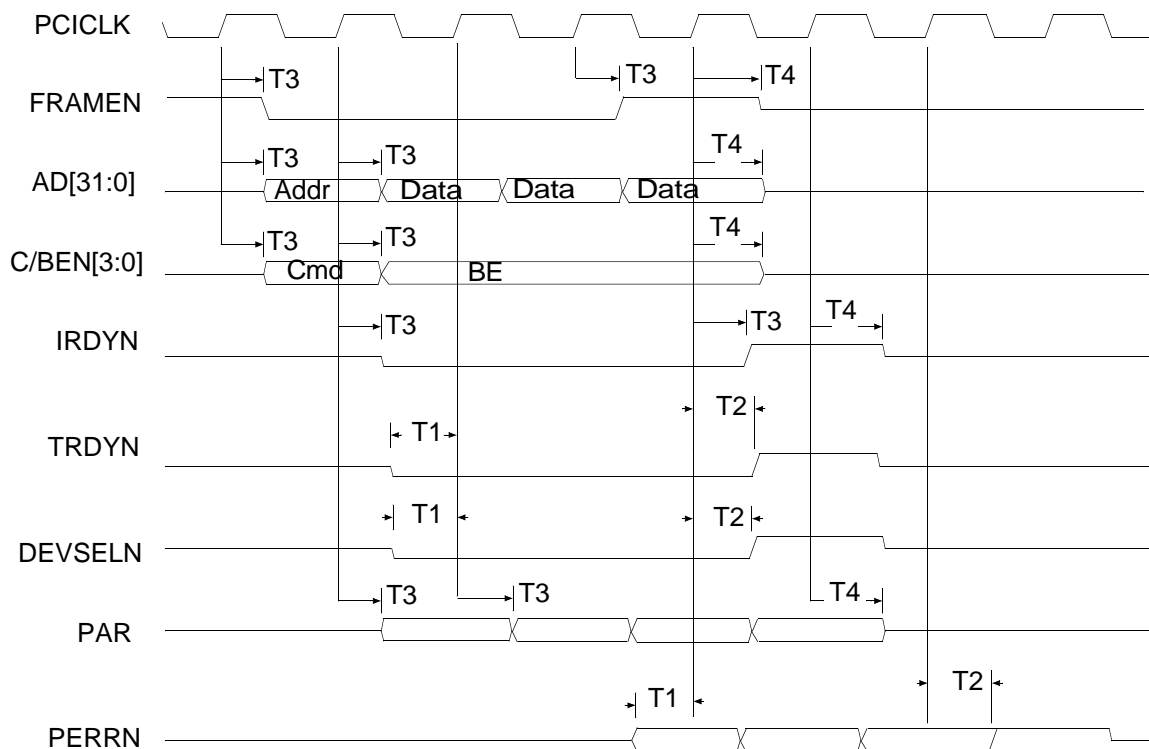 PCICLK
T3 T3 T4
FRAMEN
T3 T3 T4
AD[31:0] Addr Data Data Data
T3 T3 T4
C/BEN[3:0] Cmd BE
T3 T3 T4
IRDYN
T1 T2
TRDYN
T1 T2
DEVSELN
T3 T3 T4
PAR
T1 T2
PERRN